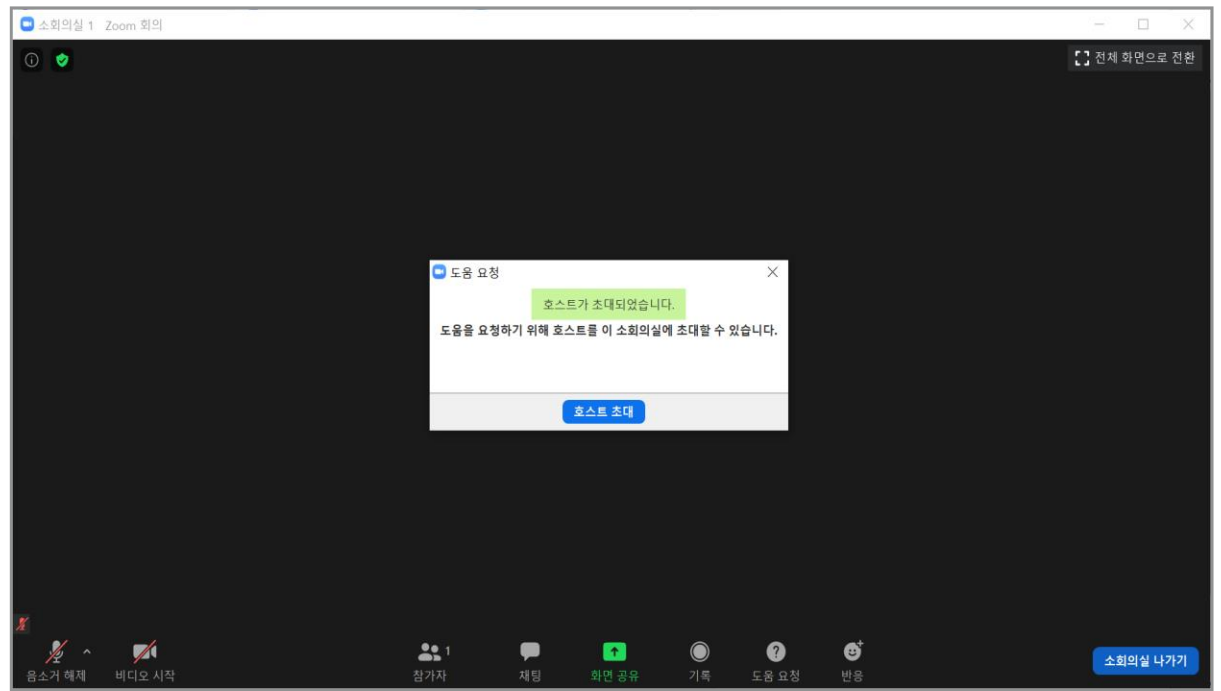 소회의실 1 Zoom 회의
전체 화면으로 전환
도움 요청
호스트가 초대되었습니다.
도움을 요청하기 위해 호스트를 이 소회의실에 초대할 수 있습니다.
호스트 초대
1
음소거 해제 비디오 시작 참가자 채팅 화면 공유 기록 도움 요청 반응 소회의실 나가기